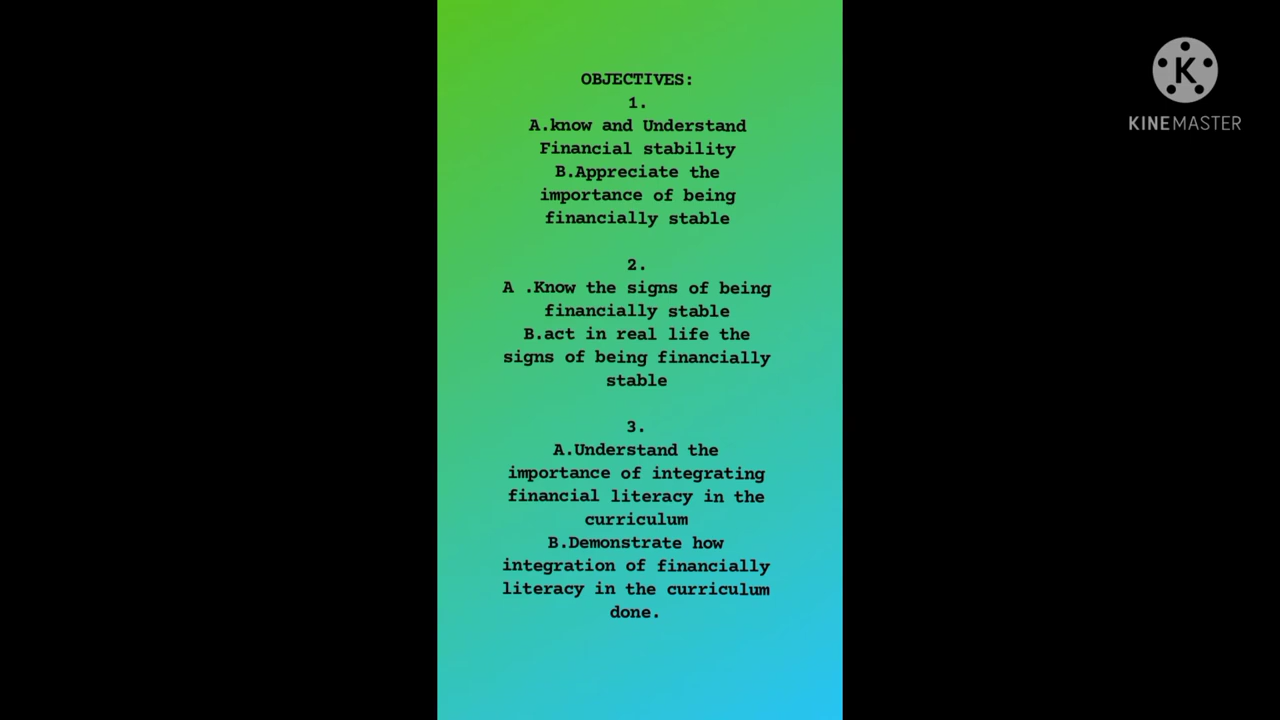 OBJECTIVES:
1.
A.know and Understand
Financial stability
B.Appreciate the
importance of being
financially stable
2.
A .Know the signs of being
financially stable
B.act in real life the
signs of being financially
stable
3.
A.Understand the
importance of integrating
financial literacy in the
curriculum
B.Demonstrate how
integration of financially
literacy in the curriculum
done.
K
KINEMASTER